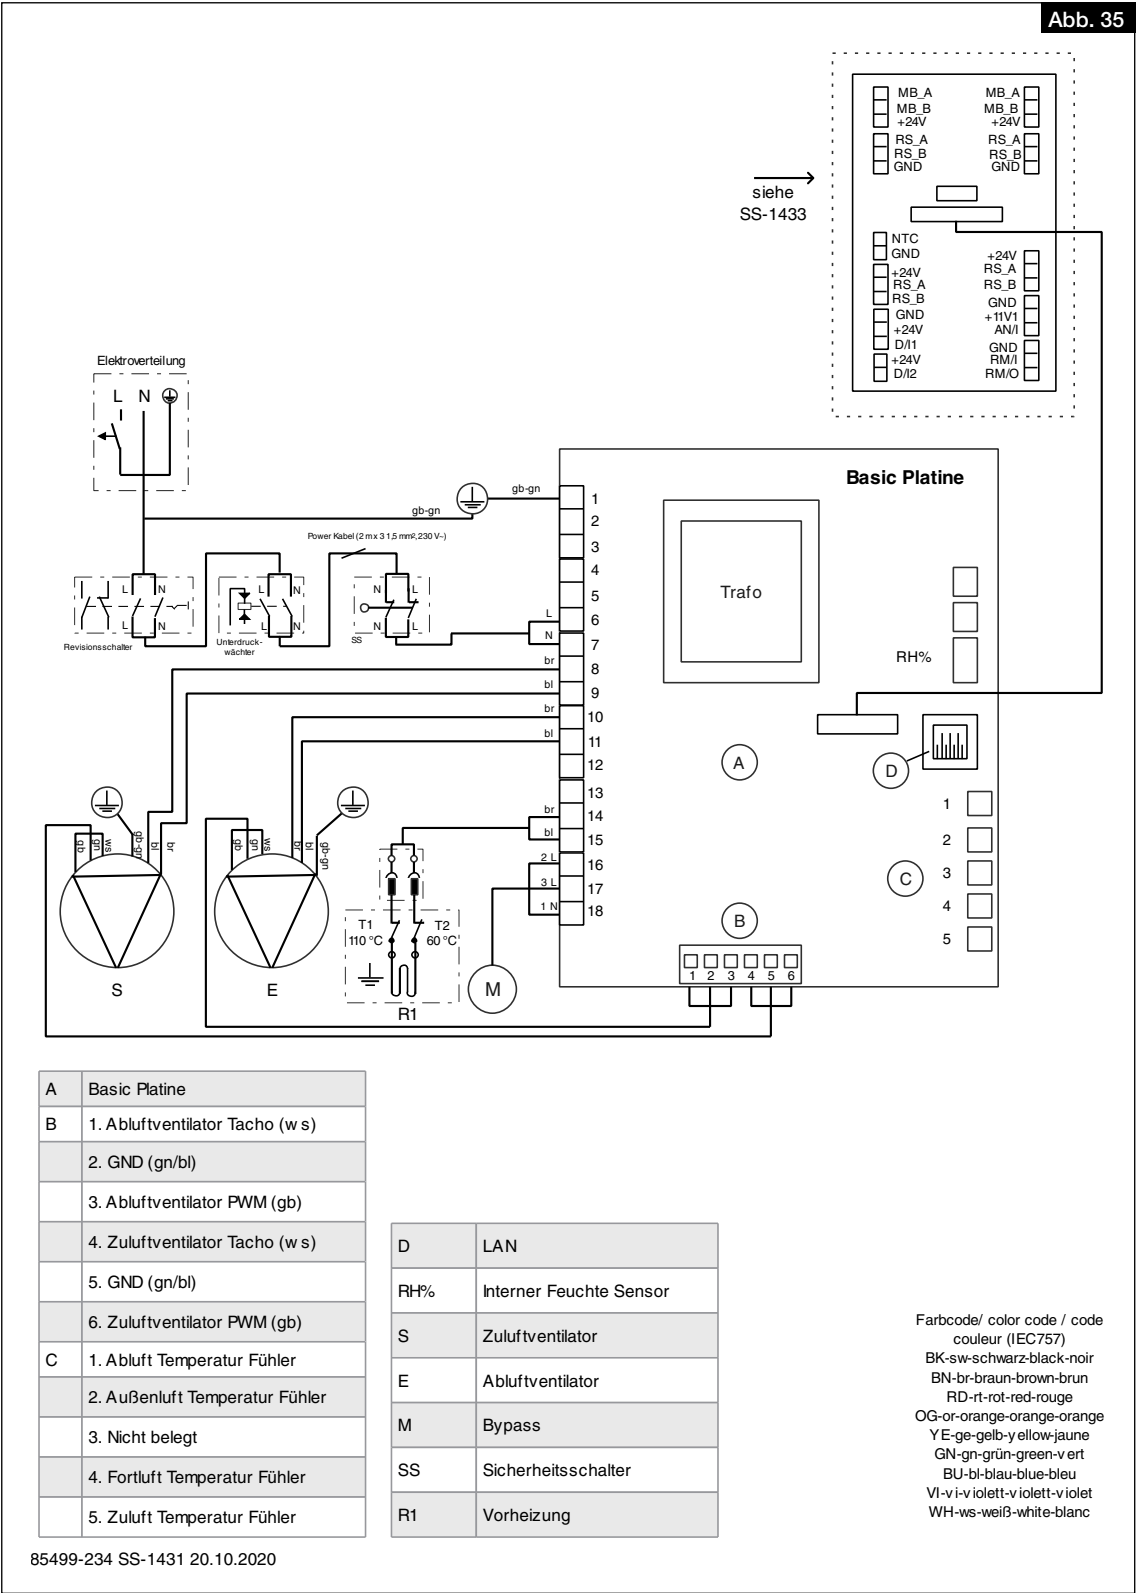 Abb. 35
MB_A
MB_B
+24V
RS_A
RS_B
GND
MB_A
MB_B
+24V
RS_A
RS_B
GND
siehe
SS-1433
NTC
GND
+24V
RS_A
RS_B
GND
+24V
D/I1
+24V
D/I2
+24V
RS_A
RS_B
GND
+11V1
AN/I
GND
RM/I
RM/O
Elektroverteilung
L N
Basic Platine
gb-gn
gb-gn
Power Kabel (2 m x 3 1,5 mm², 230 V~)
1
2
3
4
5
6
7
8
9
10
11
12
13
14
15
16
17
18
Trafo
RH%
L N
L N
Revisionsschalter
L N
L N
Unterdruck-
wächter
N L
N L
SS
L
N
br
bl
br
bl
br
bl
2 L
3 L
1 N
A
D
C
B
1
2
3
4
5
1 2 3 4 5 6
gb gn ws gb-gn bl br
gb gn ws br bl gb-gn
T1
110 °C
T2
60 °C
S
E
R1
M
A Basic Platine
B 1. Abluftventilator Tacho (w s)
2. GND (gn/bl)
3. Abluftventilator PWM (gb)
4. Zuluftventilator Tacho (w s)
5. GND (gn/bl)
6. Zuluftventilator PWM (gb)
C 1. Abluft Temperatur Fühler
2. Außenluft Temperatur Fühler
3. Nicht belegt
4. Fortluft Temperatur Fühler
5. Zuluft Temperatur Fühler
D LAN
RH% Interner Feuchte Sensor
S Zuluftventilator
E Abluftventilator
M Bypass
SS Sicherheitsschalter
R1 Vorheizung
Farbcode/ color code / code
couleur (IEC757)
BK-sw-schwarz-black-noir
BN-br-braun-brown-brun
RD-rt-rot-red-rouge
OG-or-orange-orange-orange
YE-ge-gelb-yellow-jaune
GN-gn-grün-green-vert
BU-bl-blau-blue-bleu
VI-vi-violett-violett-violet
WH-ws-weiß-white-blanc
85499-234 SS-1431 20.10.2020